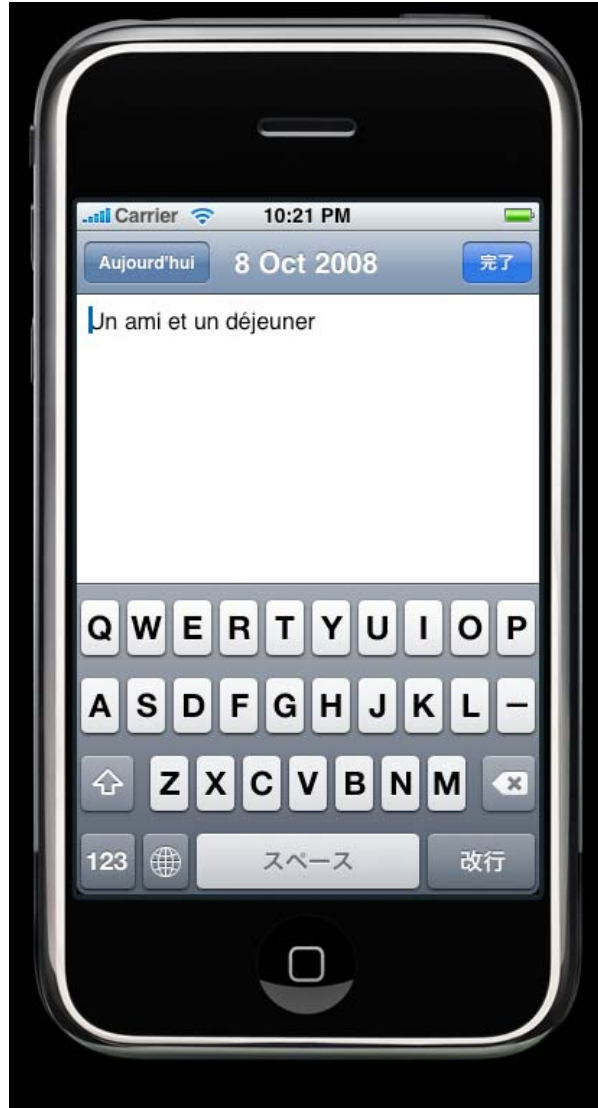 Carrier 10:21 PM
Aujourd'hui 8 Oct 2008 完了
Un ami et un déjeuner
Q W E R T Y U I O P
A S D F G H J K L ー
Z X C V B N M
123 スペース 改行